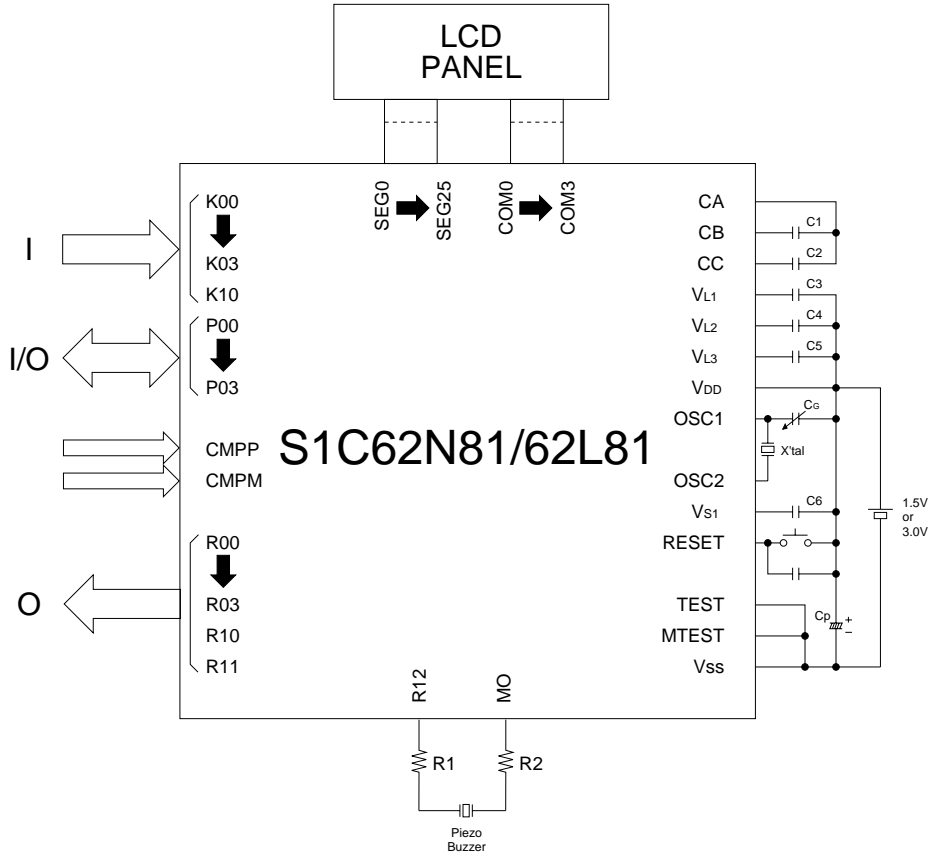 LCD
PANEL
SEG0
SEG25
COM0
COM3
I
K00
K03
K10
I/O
P00
P03
CMPP
CMPM
S1C62N81/62L81
O
R00
R03
R10
R11
CA
CB
CC
VL1
VL2
VL3
VDD
OSC1
OSC2
VS1
RESET
TEST
MTEST
Vss
C1
C2
C3
C4
C5
CG
X'tal
C6
Cp
+
–
1.5V
or
3.0V
R12
MO
R1
R2
Piezo
Buzzer